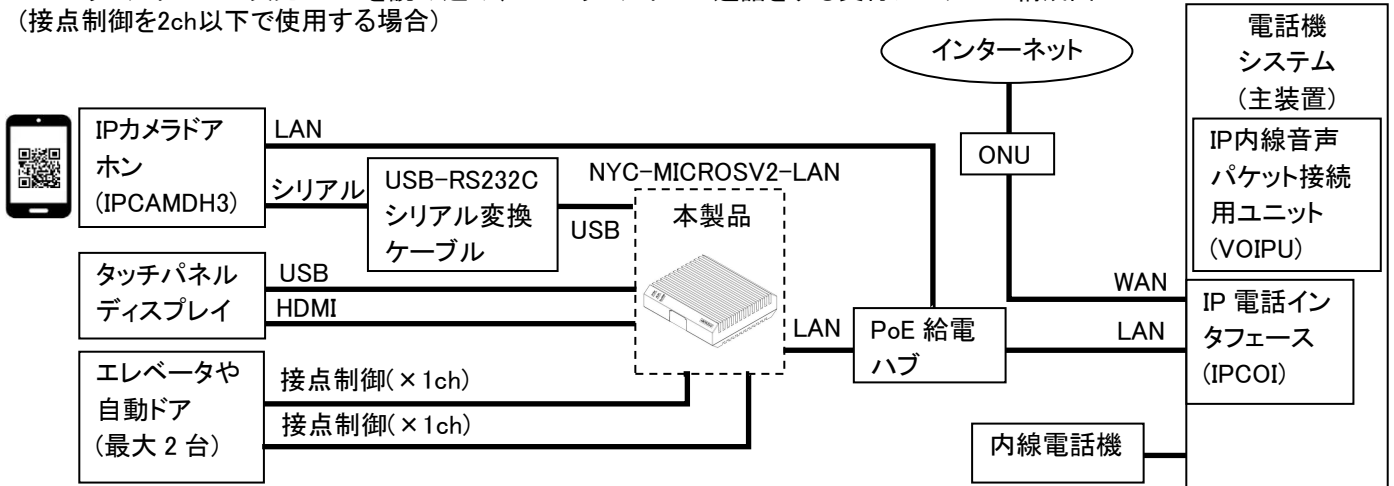 (接点制御を2ch以下で使用する場合)
インターネット
電話機
システム
(主装置)
IPカメラドア
ホン
(IPCAMDH3)
LAN
シリアル
USB-RS232C
シリアル変換
ケーブル
NYC-MICROSV2-LAN
USB
本製品
ONU
IP内線音声
パケット接続
用ユニット
(VOIPU)
タッチパネル
ディスプレイ
USB
HDMI
LAN
PoE 給電
ハブ
WAN
LAN
IP 電話イン
タフェース
(IPCOI)
エレベータや
自動ドア
(最大 2 台)
接点制御(×1ch)
接点制御(×1ch)
内線電話機